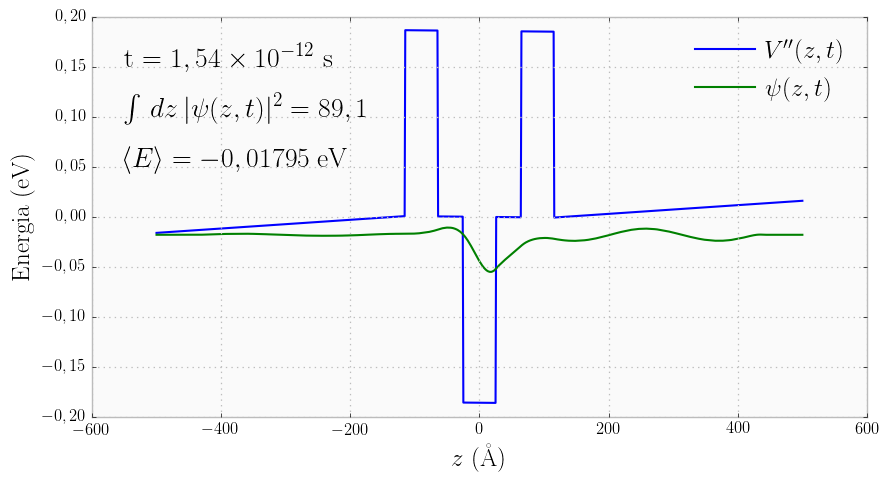 0,20
0,15
0,10
0,05
0,00
−0,05
−0,10
−0,15
−0,20
Energia (eV)
t = 1,54 × 10⁻¹² s
∫ dz |ψ(z,t)|² = 89,1
⟨E⟩ = −0,01795 eV
V″(z,t)
ψ(z,t)
−600 −400 −200 0 200 400 600
z (Å)